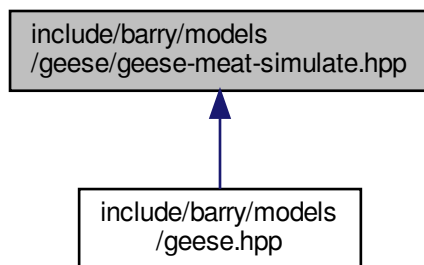 include/barry/models
/geese/geese-meat-simulate.hpp
include/barry/models
/geese.hpp